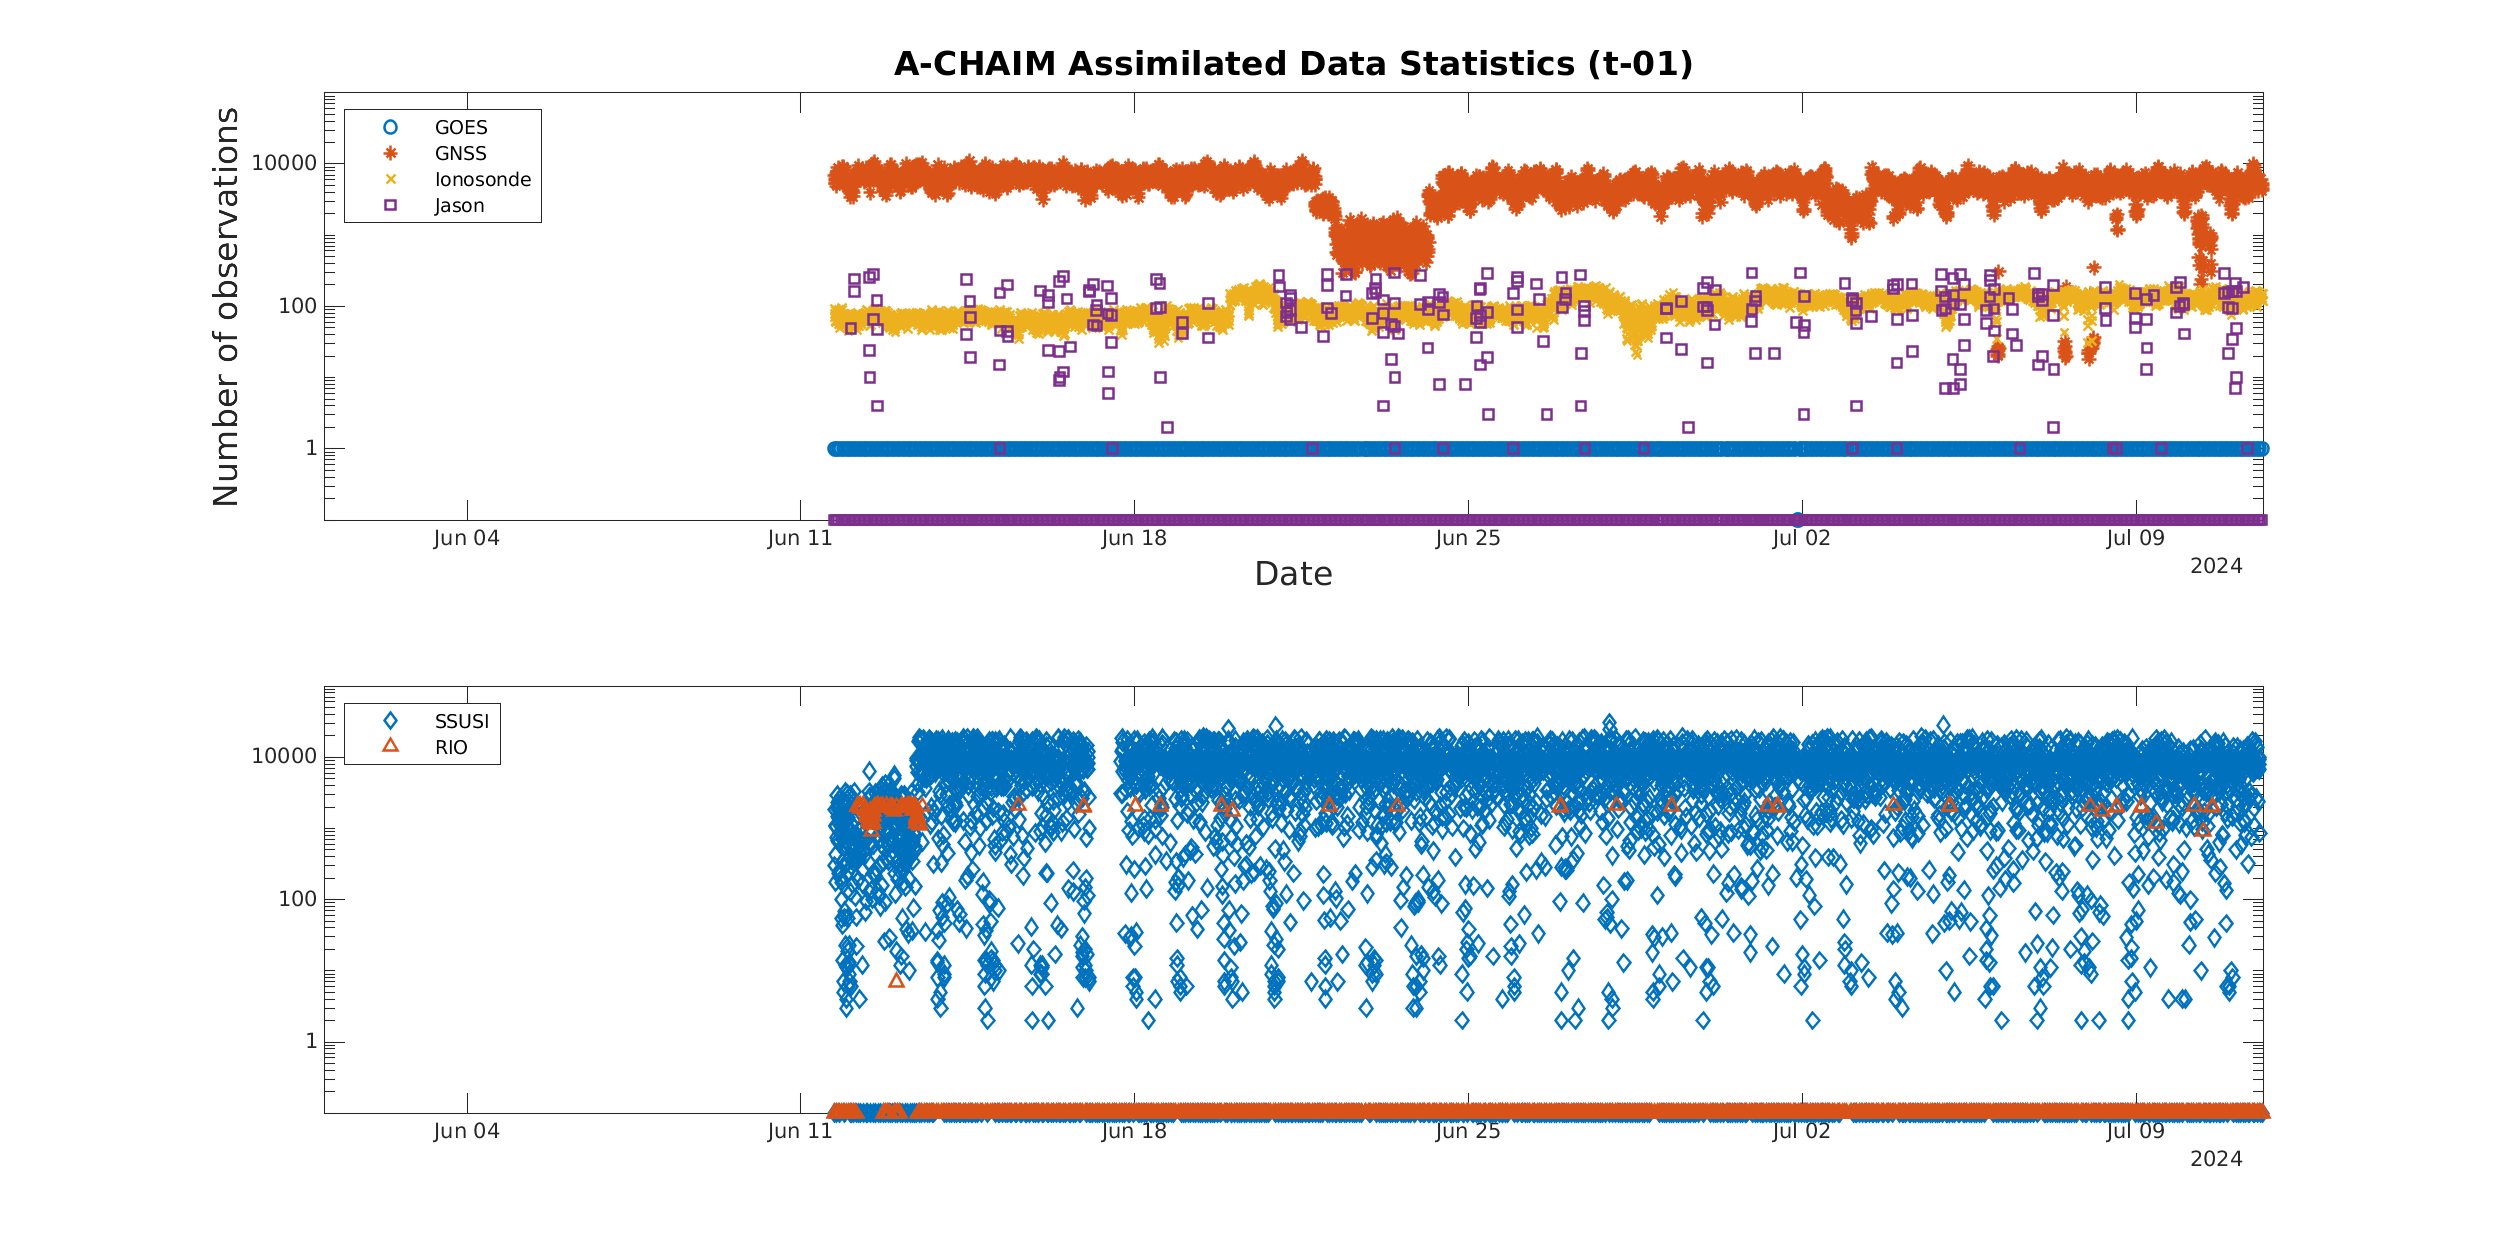 A-CHAIM Assimilated Data Statistics (t-01)
Number of observations
10000
100
1
GOES
GNSS
Ionosonde
Jason
Jun 04
Jun 11
Jun 18
Jun 25
Jul 02
Jul 09
2024
Date
10000
100
1
SSUSI
RIO
Jun 04
Jun 11
Jun 18
Jun 25
Jul 02
Jul 09
2024